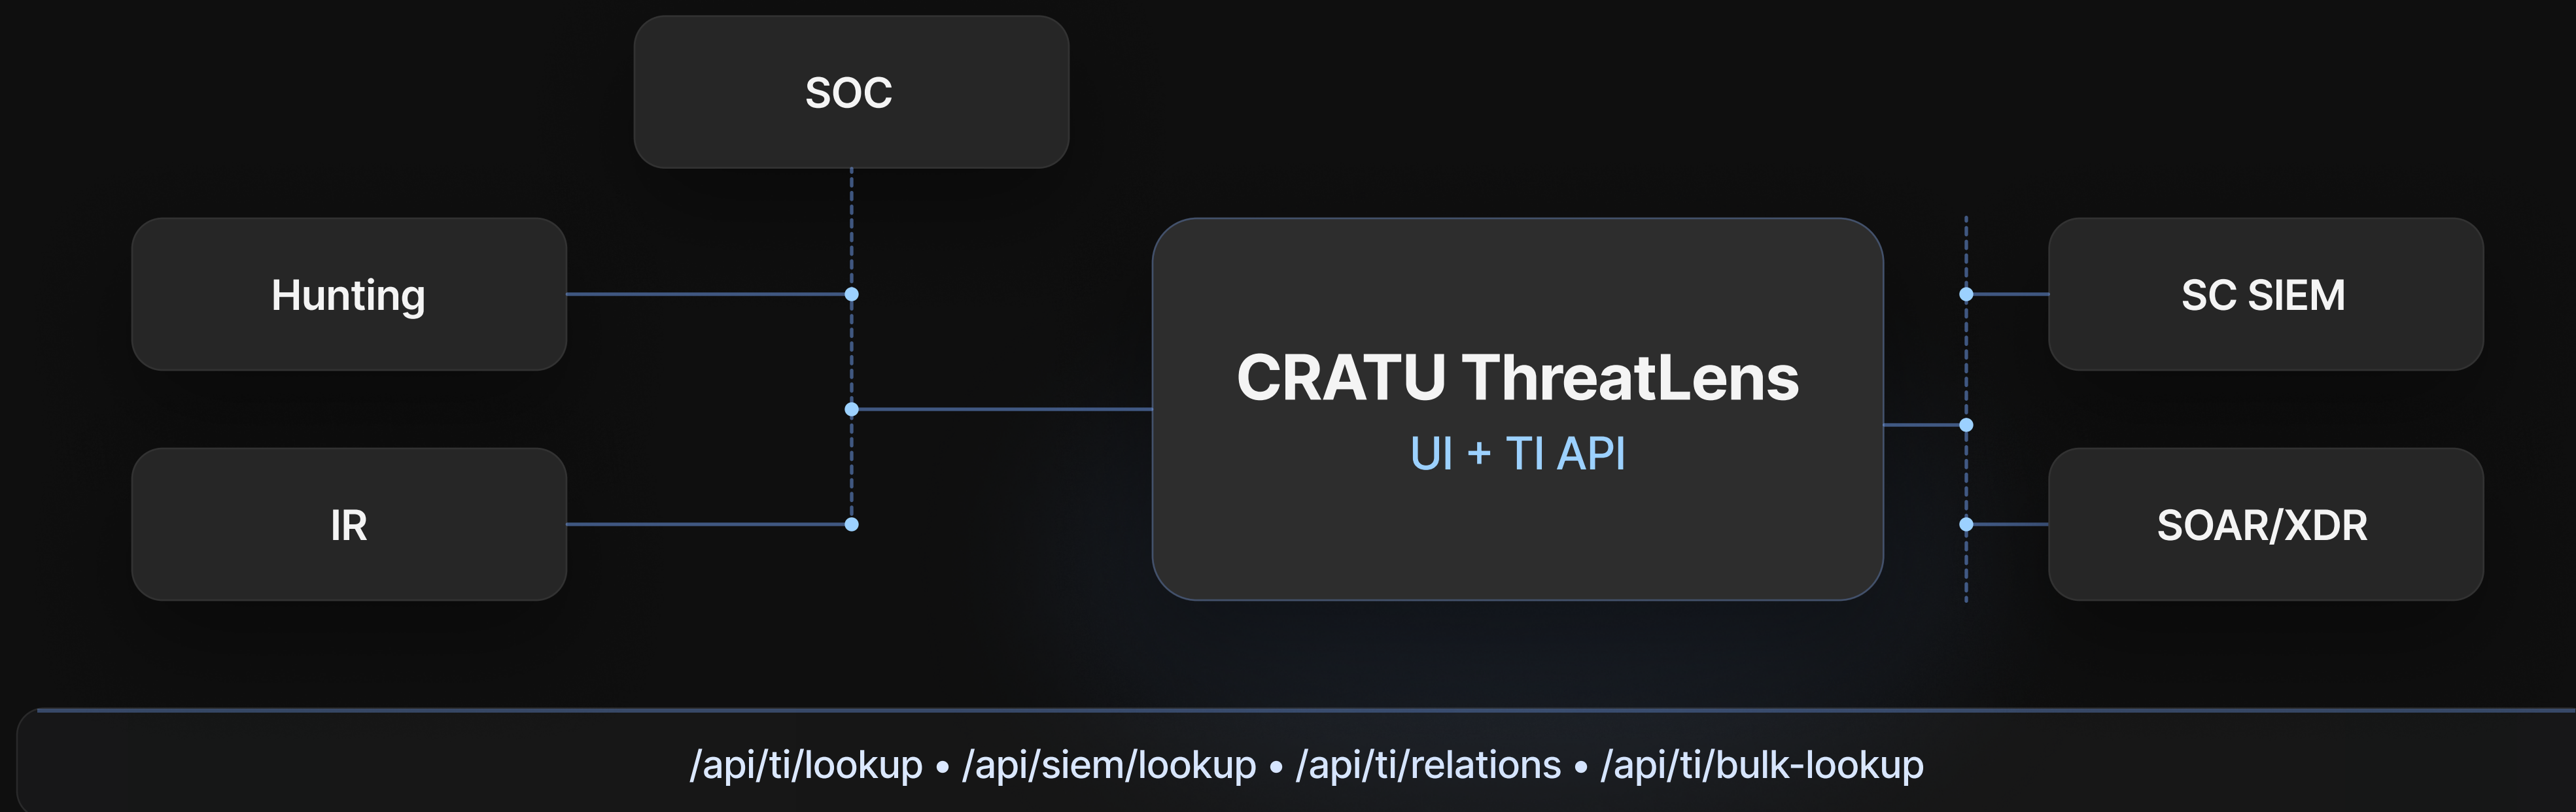 SOC
Hunting
IR
CRATU ThreatLens
UI + TI API
SC SIEM
SOAR/XDR
/api/ti/lookup • /api/siem/lookup • /api/ti/relations • /api/ti/bulk-lookup